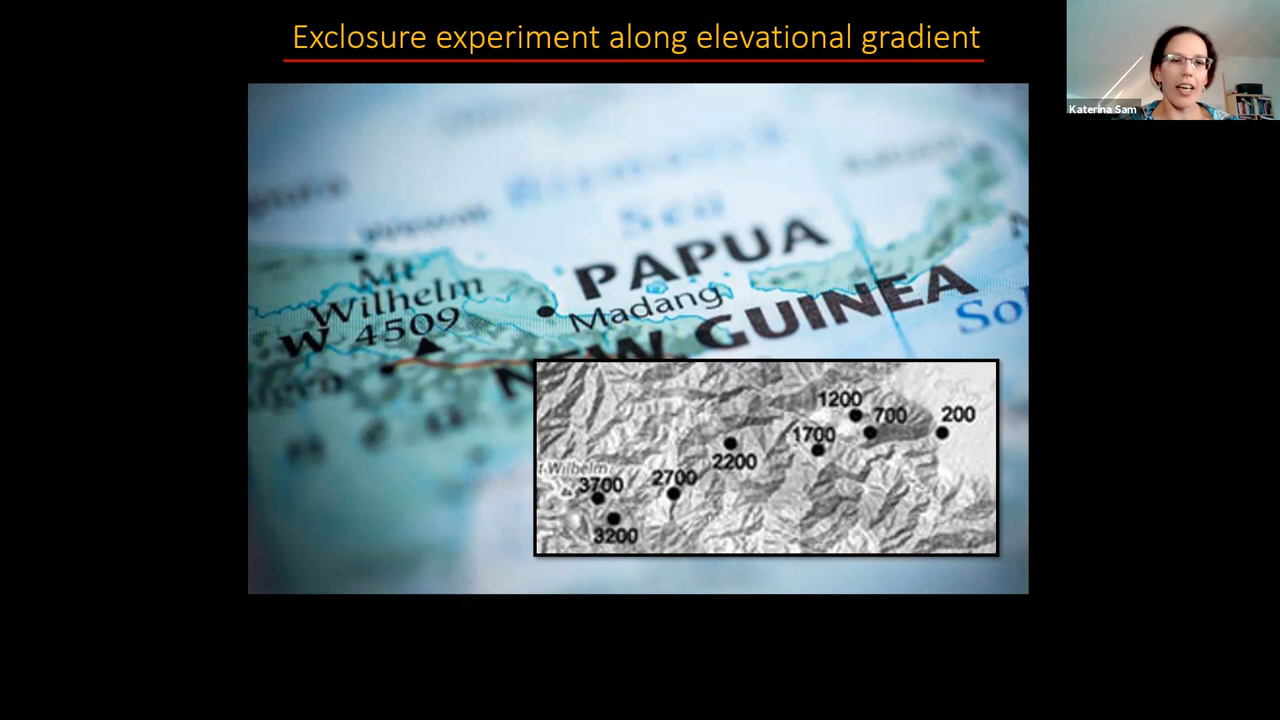 Exclosure experiment along elevational gradient
Katerina Sam
Sea
PAPUA
Mt
Wilhelm
W 4509
Madang
NEW GUINEA
So
1200
700
200
1700
2200
2700
3700
3200